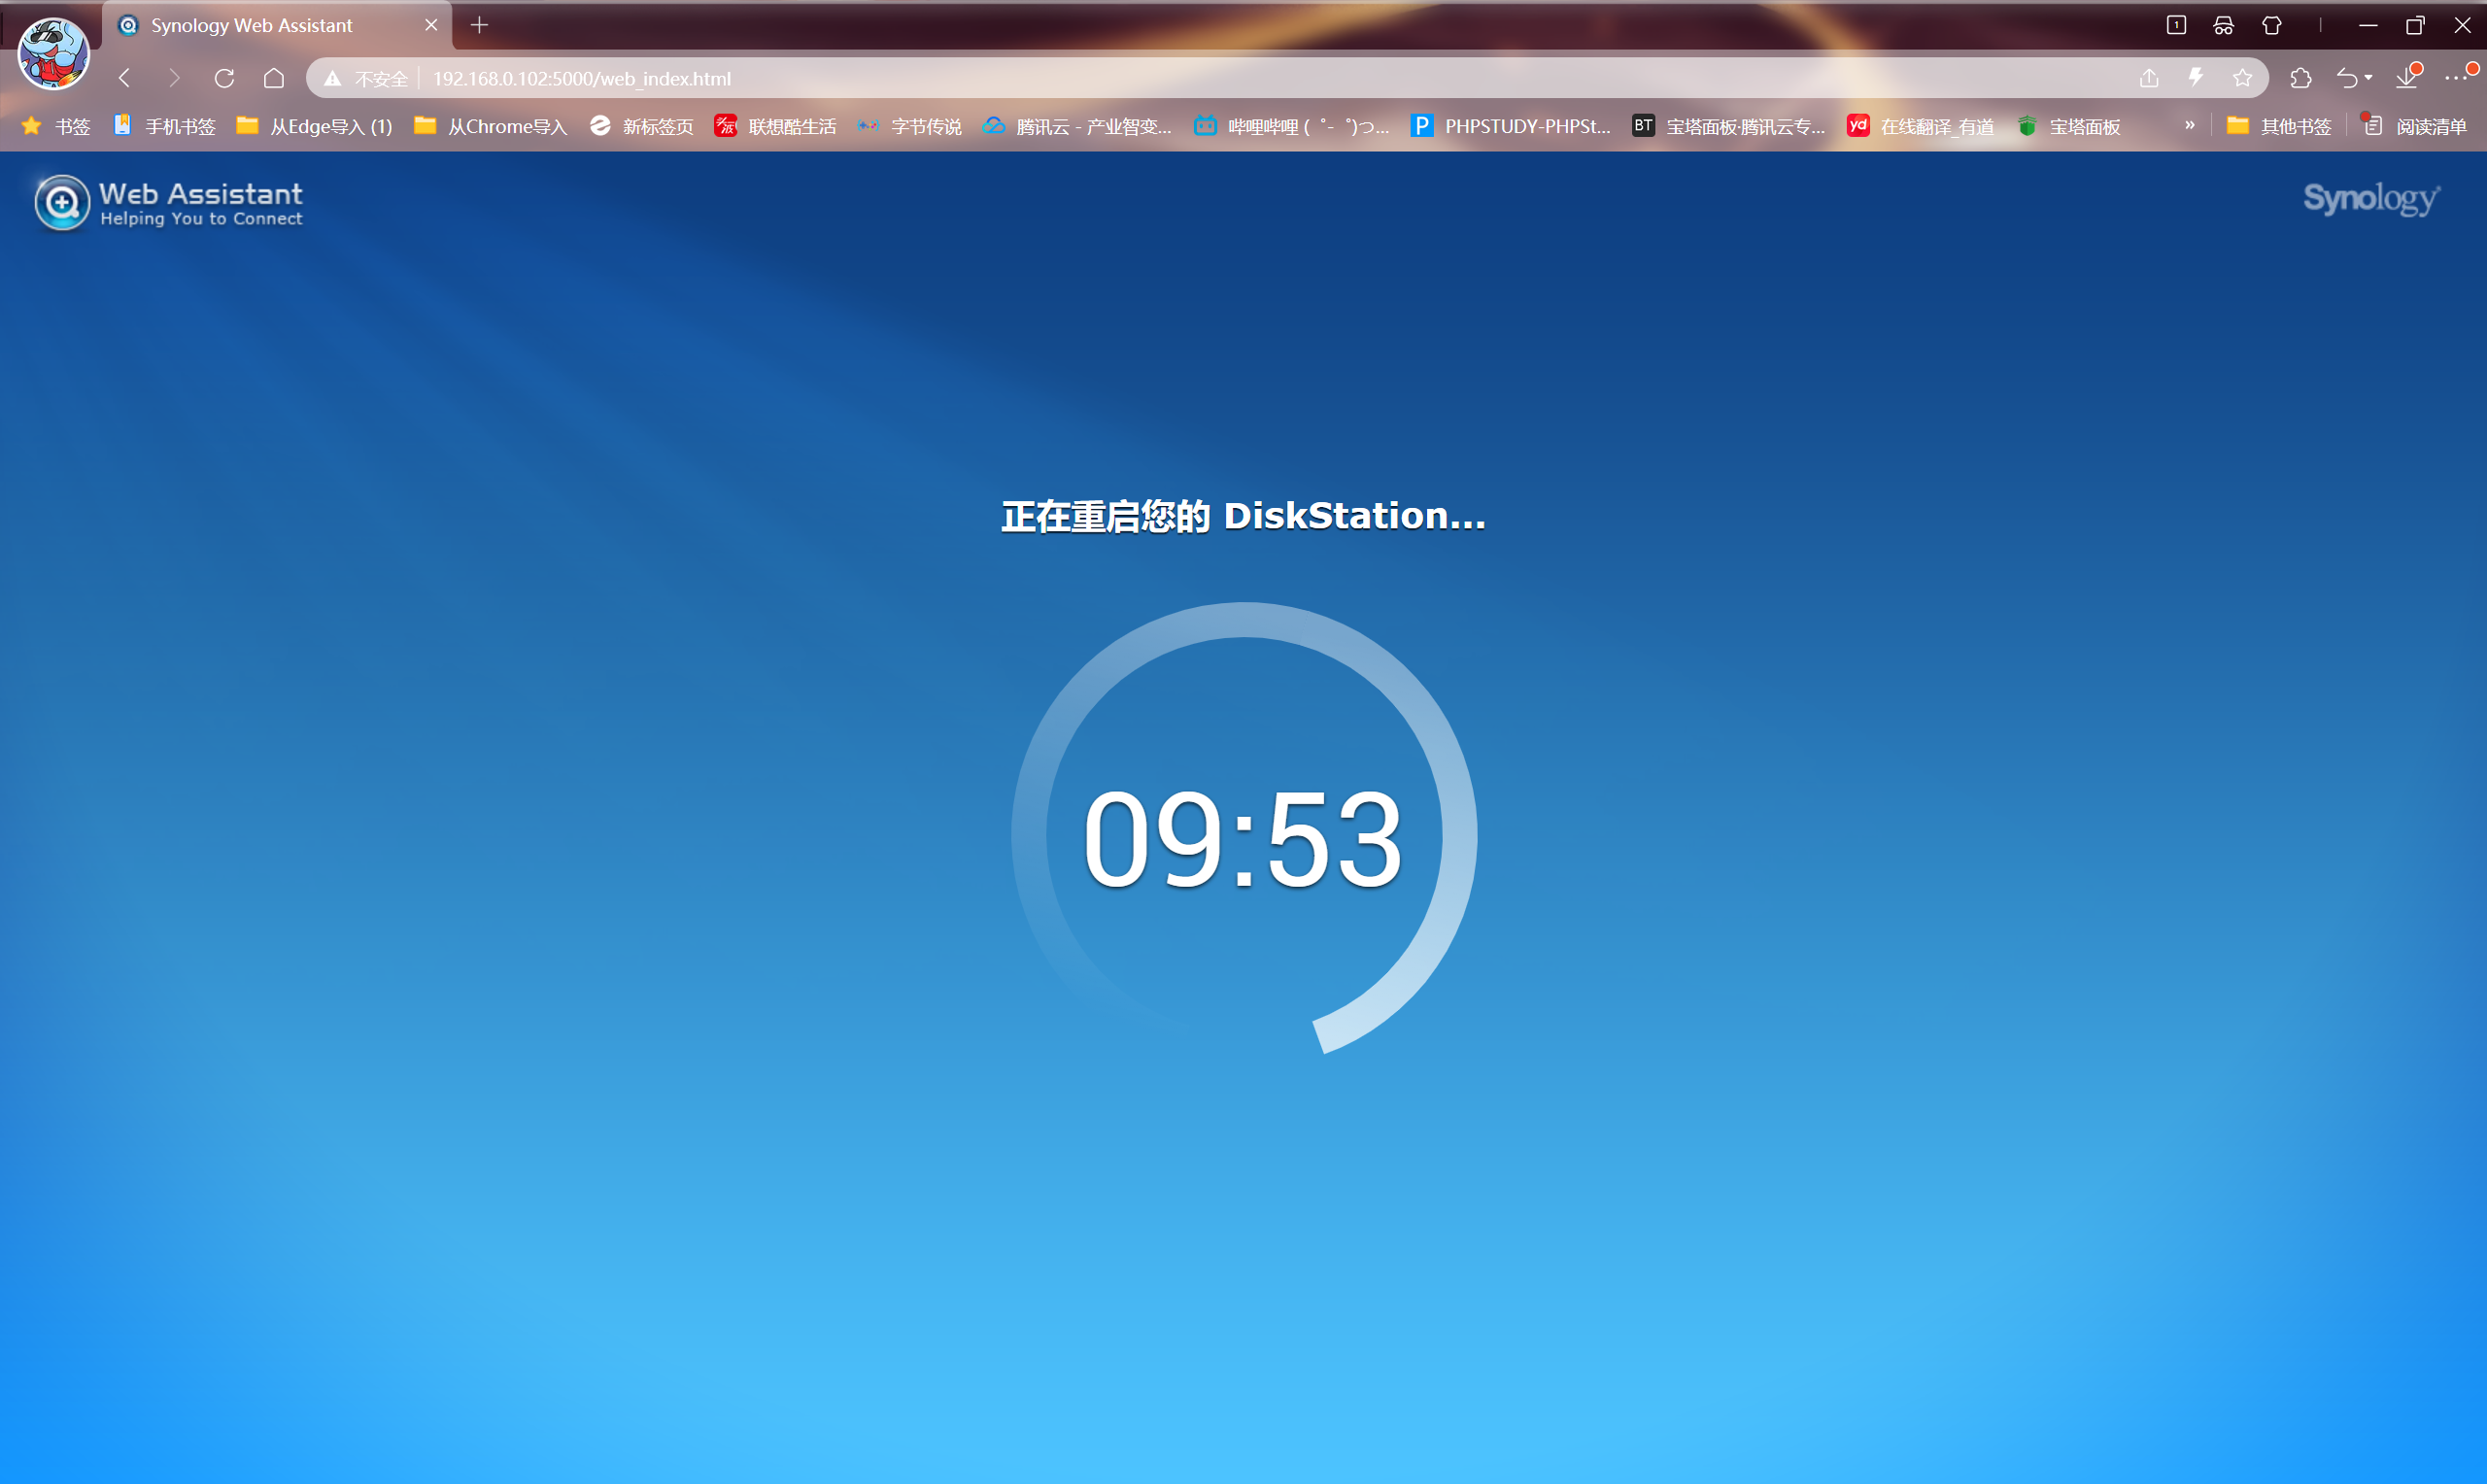 Synology Web Assistant
1
不安全 192.168.0.102:5000/web_index.html
书签 手机书签 从Edge导入 (1) 从Chrome导入 新标签页 联想酷生活 字节传说 腾讯云 - 产业智变... 哔哩哔哩 (゜-゜)つ... P PHPSTUDY-PHPSt... BT 宝塔面板·腾讯云专... yd 在线翻译_有道 宝塔面板 » 其他书签 阅读清单
Web Assistant
Helping You to Connect
Synology
正在重启您的 DiskStation...
09:53